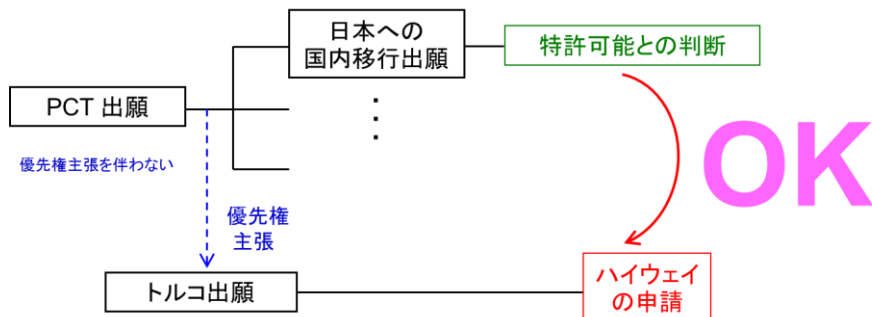 日本への
国内移行出願
特許可能との判断
PCT 出願
優先権主張を伴わない
OK
優先権
主張
トルコ出願
ハイウェイ
の申請